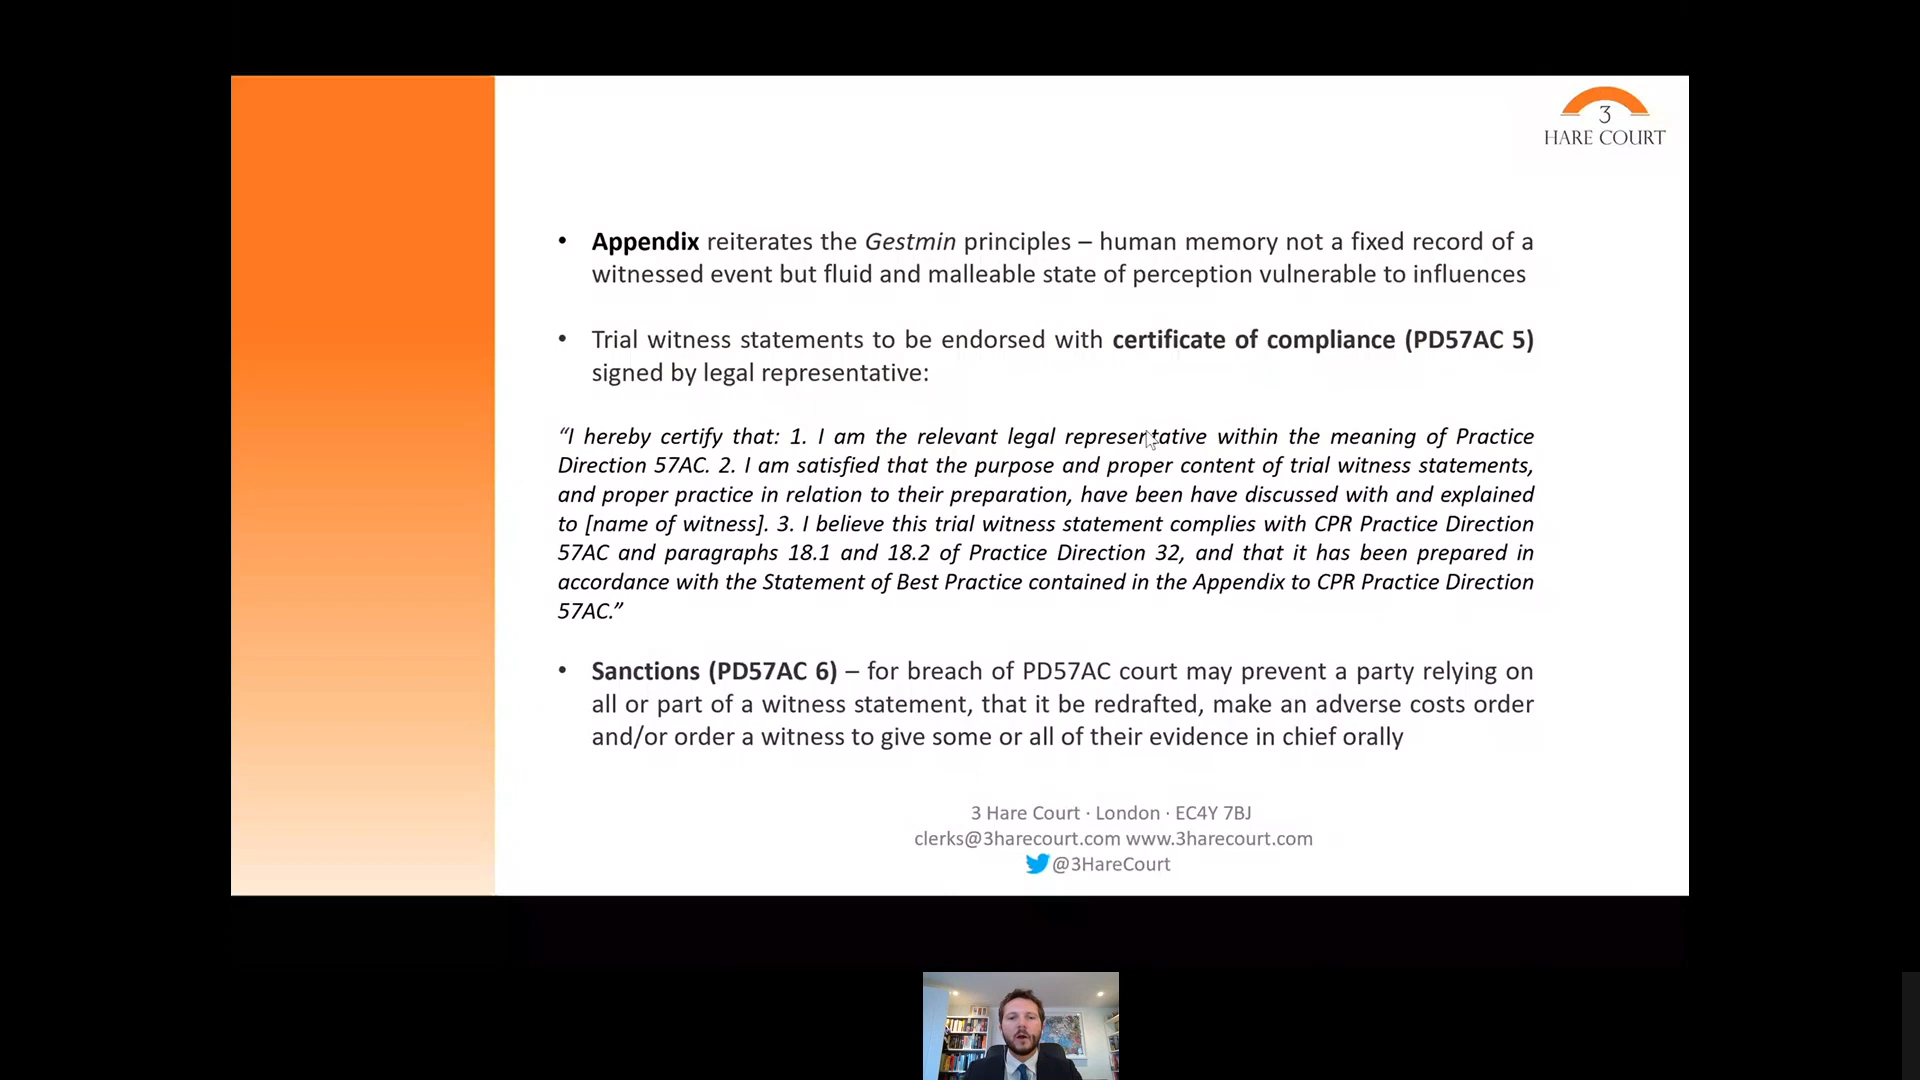 3
HARE COURT
• Appendix reiterates the Gestmin principles – human memory not a fixed record of a
witnessed event but fluid and malleable state of perception vulnerable to influences
• Trial witness statements to be endorsed with certificate of compliance (PD57AC 5)
signed by legal representative:
“I hereby certify that: 1. I am the relevant legal representative within the meaning of Practice
Direction 57AC. 2. I am satisfied that the purpose and proper content of trial witness statements,
and proper practice in relation to their preparation, have been have discussed with and explained
to [name of witness]. 3. I believe this trial witness statement complies with CPR Practice Direction
57AC and paragraphs 18.1 and 18.2 of Practice Direction 32, and that it has been prepared in
accordance with the Statement of Best Practice contained in the Appendix to CPR Practice Direction
57AC.”
• Sanctions (PD57AC 6) – for breach of PD57AC court may prevent a party relying on
all or part of a witness statement, that it be redrafted, make an adverse costs order
and/or order a witness to give some or all of their evidence in chief orally
3 Hare Court · London · EC4Y 7BJ
clerks@3harecourt.com www.3harecourt.com
@3HareCourt